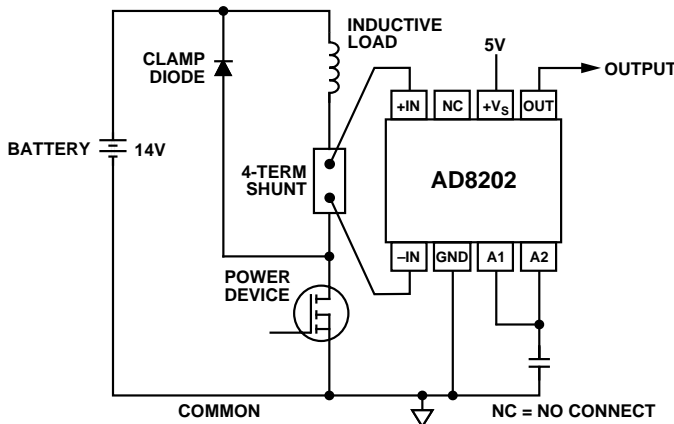 INDUCTIVE
LOAD
CLAMP
DIODE
5V
OUTPUT
+IN NC +VS OUT
BATTERY 14V
4-TERM
SHUNT
AD8202
–IN GND A1 A2
POWER
DEVICE
COMMON
NC = NO CONNECT